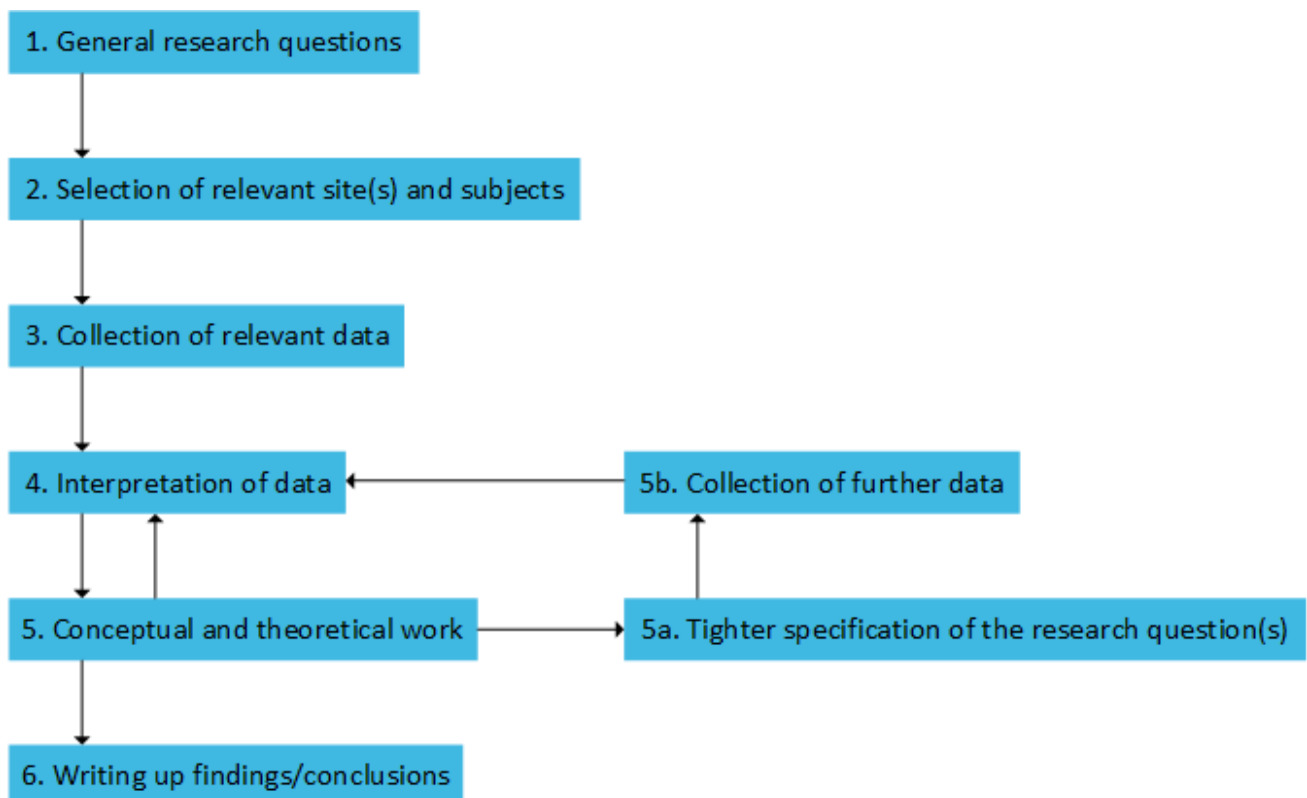 1. General research questions
2. Selection of relevant site(s) and subjects
3. Collection of relevant data
4. Interpretation of data
5b. Collection of further data
5. Conceptual and theoretical work
5a. Tighter specification of the research question(s)
6. Writing up findings/conclusions